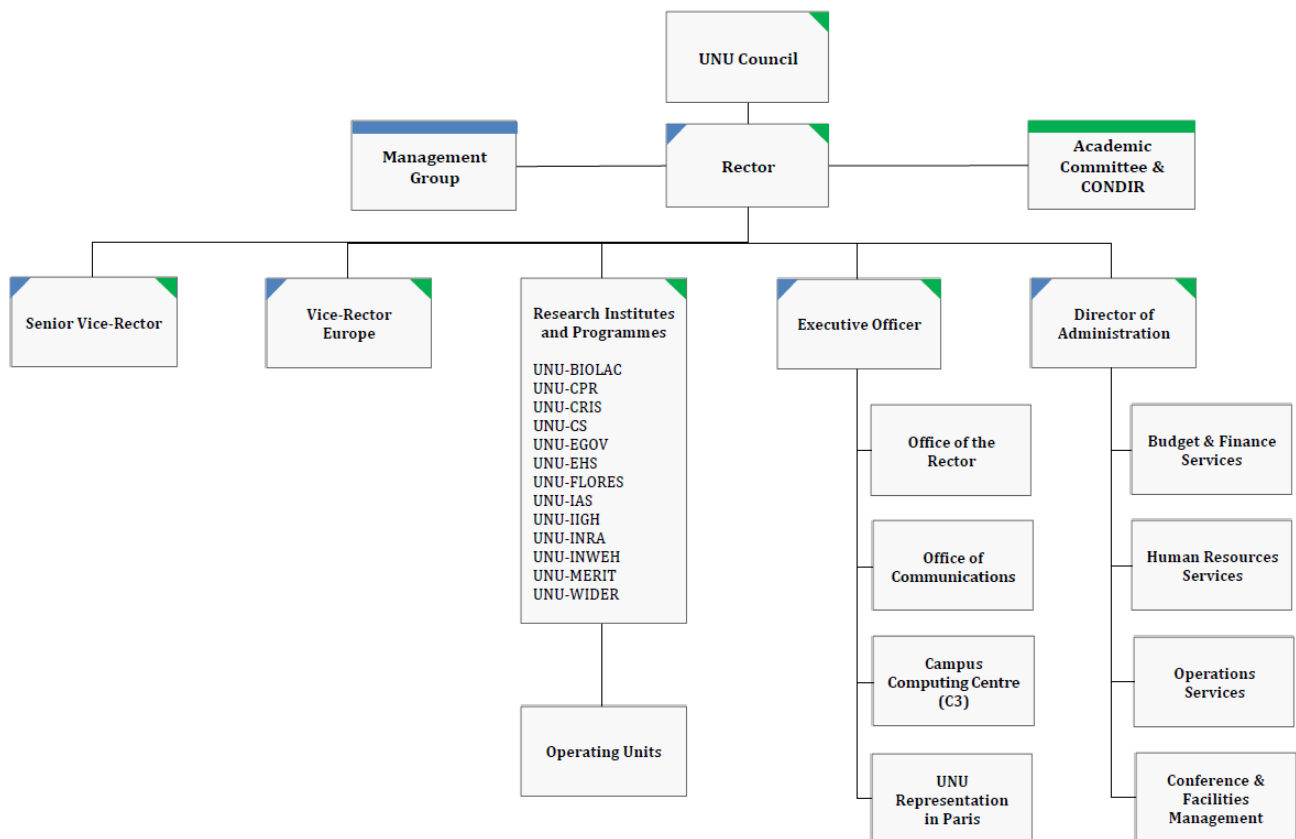 UNU Council
Management
Group
Rector
Academic
Committee &
CONDIR
Senior Vice-Rector
Vice-Rector
Europe
Research Institutes
and Programmes
UNU-BIOLAC
UNU-CPR
UNU-CRIS
UNU-CS
UNU-EGOV
UNU-EHS
UNU-FLORES
UNU-IAS
UNU-IIGH
UNU-INRA
UNU-INWEH
UNU-MERIT
UNU-WIDER
Operating Units
Executive Officer
Office of the
Rector
Office of
Communications
Campus
Computing Centre
(C3)
UNU
Representation
in Paris
Director of
Administration
Budget & Finance
Services
Human Resources
Services
Operations
Services
Conference &
Facilities
Management